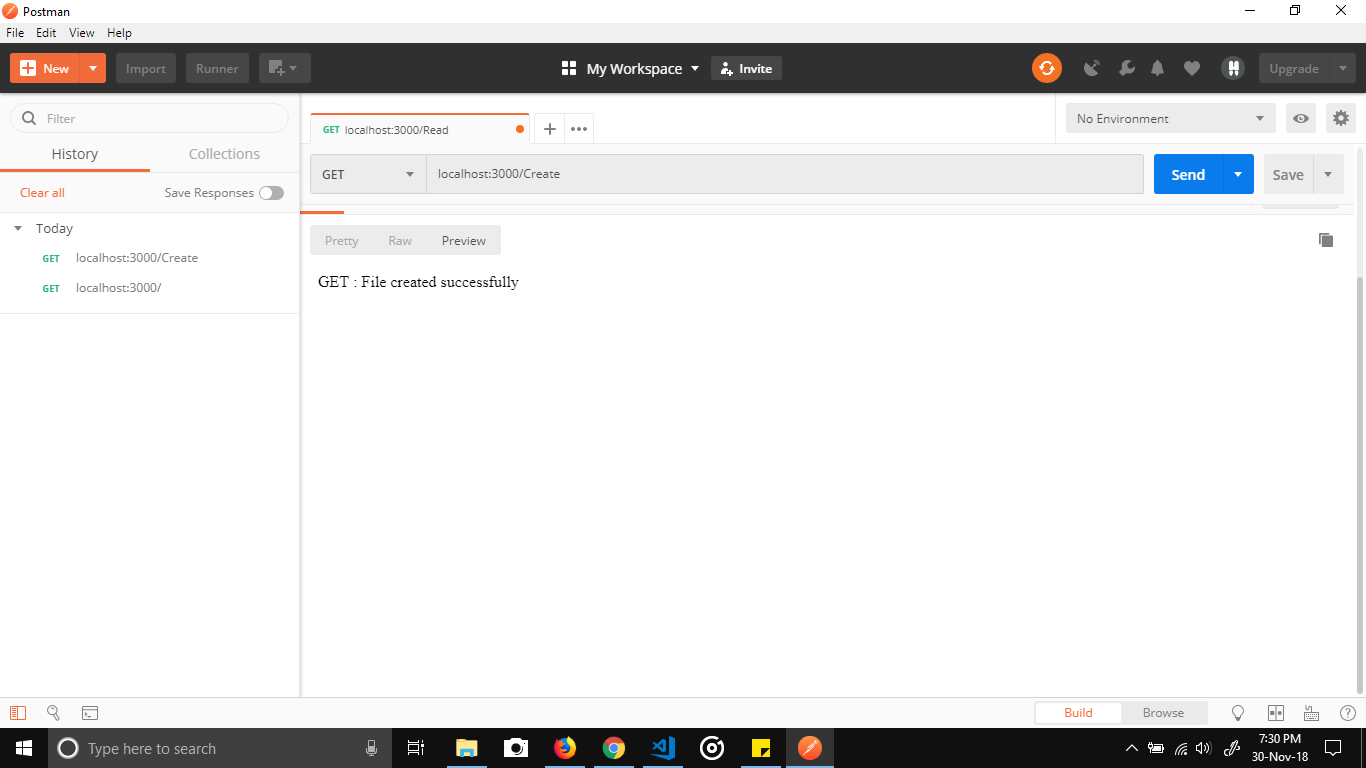 Postman
File Edit View Help
New Import Runner My Workspace Invite Upgrade
Filter
History Collections
Clear all Save Responses
Today
GET localhost:3000/Create
GET localhost:3000/
GET localhost:3000/Read No Environment
GET localhost:3000/Create Send Save
Pretty Raw Preview
GET : File created successfully
Build Browse
Type here to search
7:30 PM
30-Nov-18